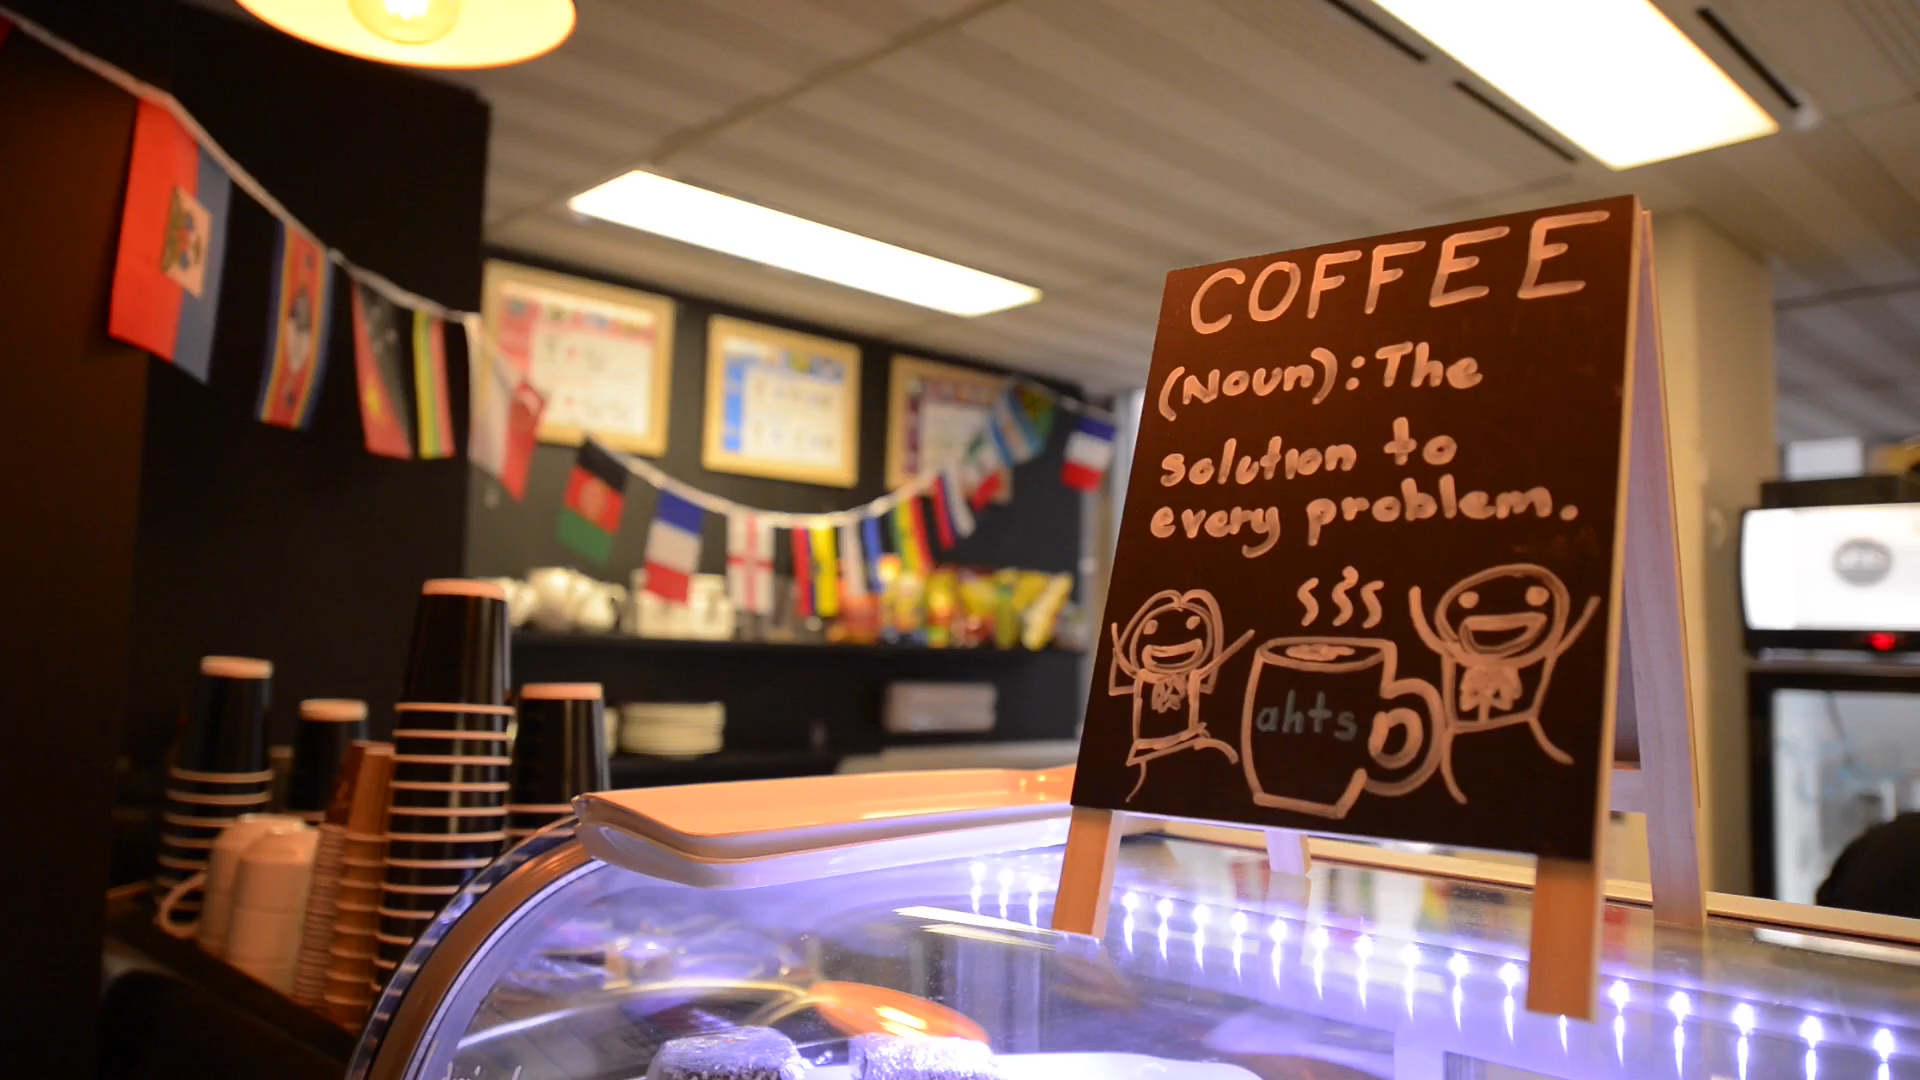 COFFEE
(Noun): The
solution to
every problem.
ahts